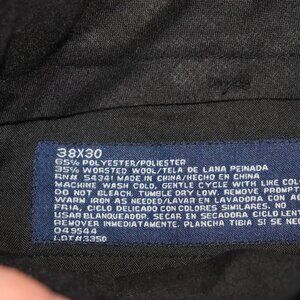 38X30
65% POLYESTER/POLIESTER
35% WORSTED WOOL/TELA DE LANA PEINADA
RN# 54341 MADE IN CHINA/HECHO EN CHINA
MACHINE WASH COLD, GENTLE CYCLE WITH LIKE COLO
DO NOT BLEACH. TUMBLE DRY LOW. REMOVE PROMPT
WARM IRON AS NEEDED/LAVAR EN LAVADORA CON AG
FRIA, CICLO DELICADO CON COLORES SIMILARES. NO
USAR BLANQUEADOR. SECAR EN SECADORA CICLO LENT
REMOVER INMEDIATAMENTE. PLANCHA TIBIA SI SE NE
049544
LOT# 3350